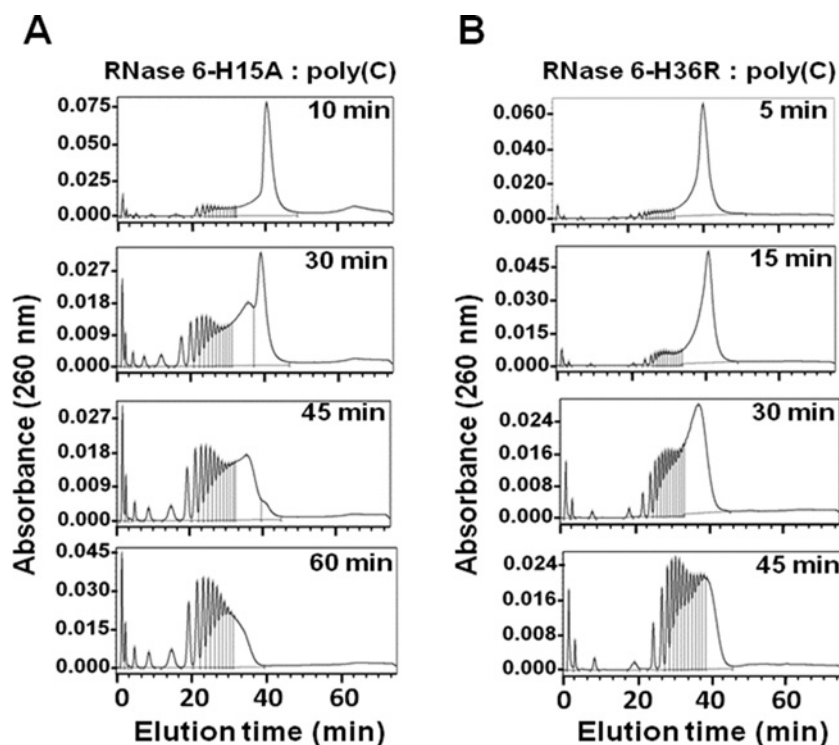 A
RNase 6-H15A : poly(C)
10 min
0.075
0.050
0.025
0.000
30 min
0.027
0.018
0.009
0.000
45 min
0.027
0.018
0.009
0.000
60 min
0.045
0.030
0.015
0.000
0 20 40 60
Elution time (min)
Absorbance (260 nm)
B
RNase 6-H36R : poly(C)
5 min
0.060
0.040
0.020
0.000
15 min
0.045
0.030
0.015
0.000
30 min
0.024
0.016
0.008
0.000
45 min
0.024
0.016
0.008
0.000
0 20 40 60
Elution time (min)
Absorbance (260 nm)